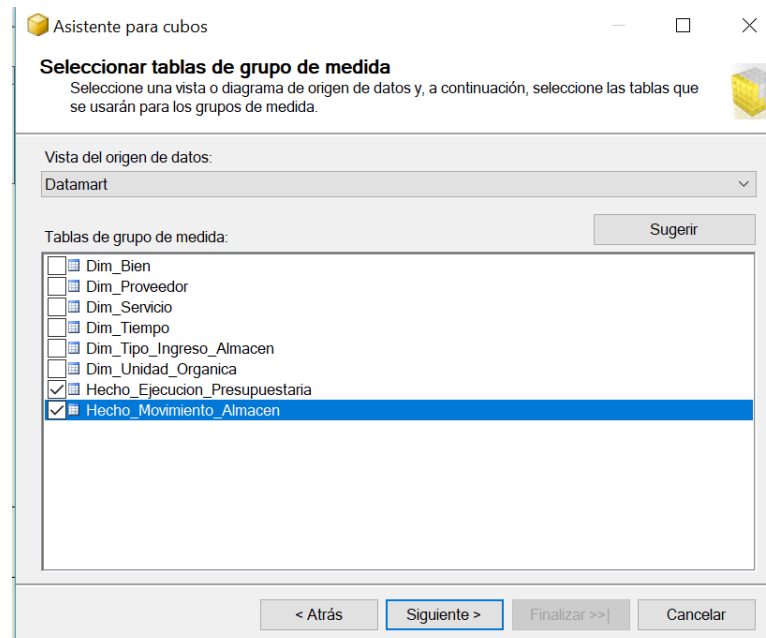 Asistente para cubos
Seleccionar tablas de grupo de medida
Seleccione una vista o diagrama de origen de datos y, a continuación, seleccione las tablas que
se usarán para los grupos de medida.
Vista del origen de datos:
Datamart
Sugerir
Tablas de grupo de medida:
Dim_Bien
Dim_Proveedor
Dim_Servicio
Dim_Tiempo
Dim_Tipo_Ingreso_Almacen
Dim_Unidad_Organica
Hecho_Ejecucion_Presupuestaria
Hecho_Movimiento_Almacen
< Atrás
Siguiente >
Finalizar >>|
Cancelar